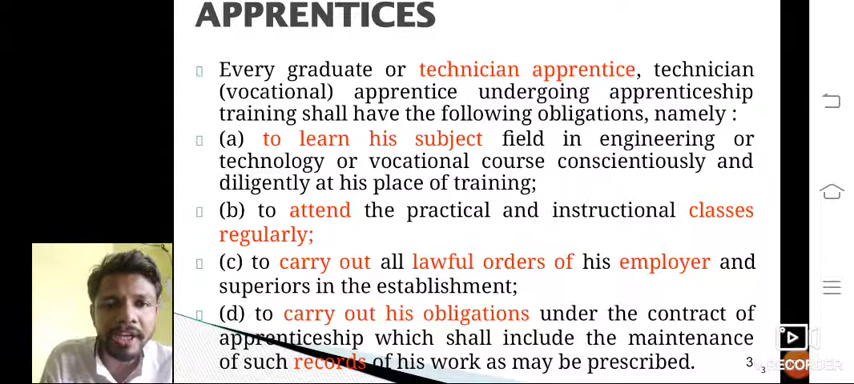 APPRENTICES
Every graduate or technician apprentice, technician
(vocational) apprentice undergoing apprenticeship
training shall have the following obligations, namely :
(a) to learn his subject field in engineering or
technology or vocational course conscientiously and
diligently at his place of training;
(b) to attend the practical and instructional classes
regularly;
(c) to carry out all lawful orders of his employer and
superiors in the establishment;
(d) to carry out his obligations under the contract of
apprenticeship which shall include the maintenance
of such records of his work as may be prescribed.
3
3
RECORDER